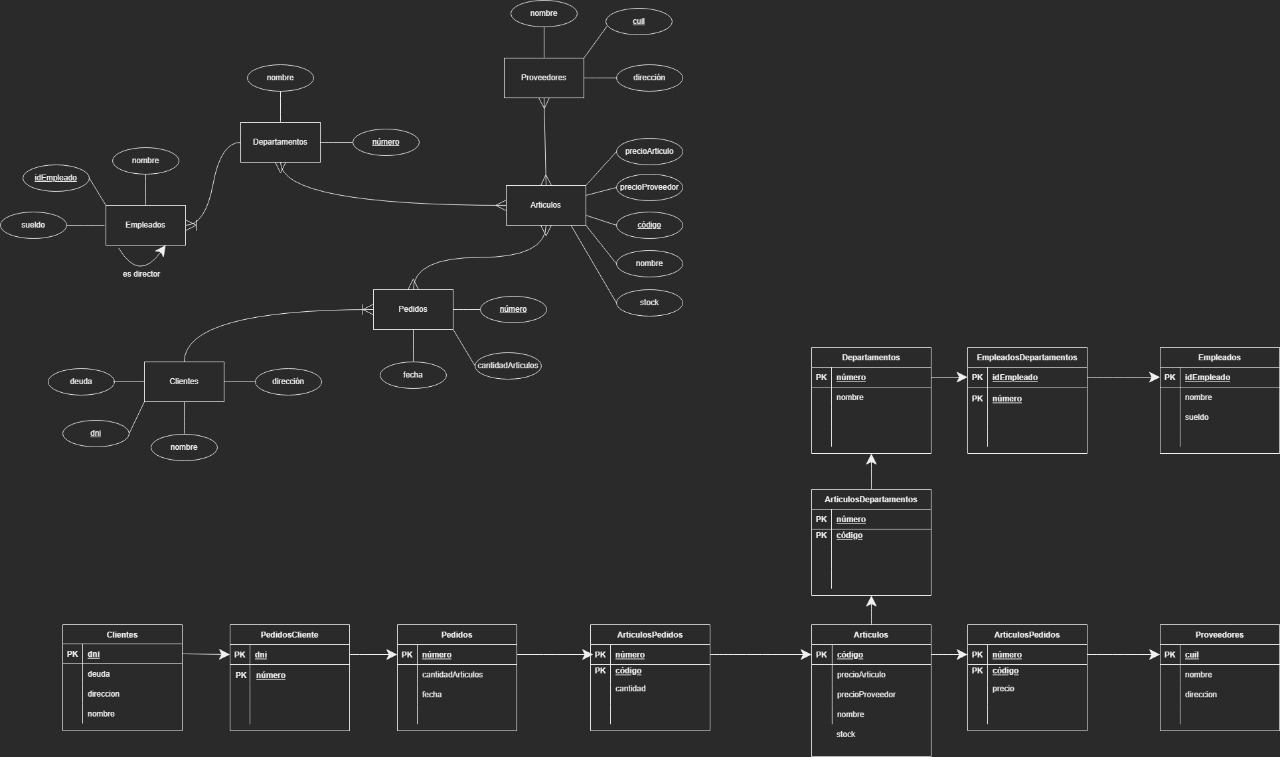 nombre
cuil
Proveedores
dirección
nombre
Departamentos
número
nombre
idEmpleado
Empleados
sueldo
es director
precioArticulo
precioProveedor
Articulos
código
nombre
stock
Pedidos
número
cantidadArticulos
fecha
deuda
Clientes
dirección
dni
nombre
Departamentos
PK número
nombre
EmpleadosDepartamentos
PK idEmpleado
PK número
Empleados
PK idEmpleado
nombre
sueldo
ArticulosDepartamentos
PK número
PK código
Clientes
PK dni
deuda
direccion
nombre
PedidosCliente
PK dni
PK número
Pedidos
PK número
cantidadArticulos
fecha
ArticulosPedidos
PK número
PK código
cantidad
Articulos
PK código
precioArticulo
precioProveedor
nombre
stock
ArticulosPedidos
PK número
PK código
precio
Proveedores
PK cuil
nombre
direccion